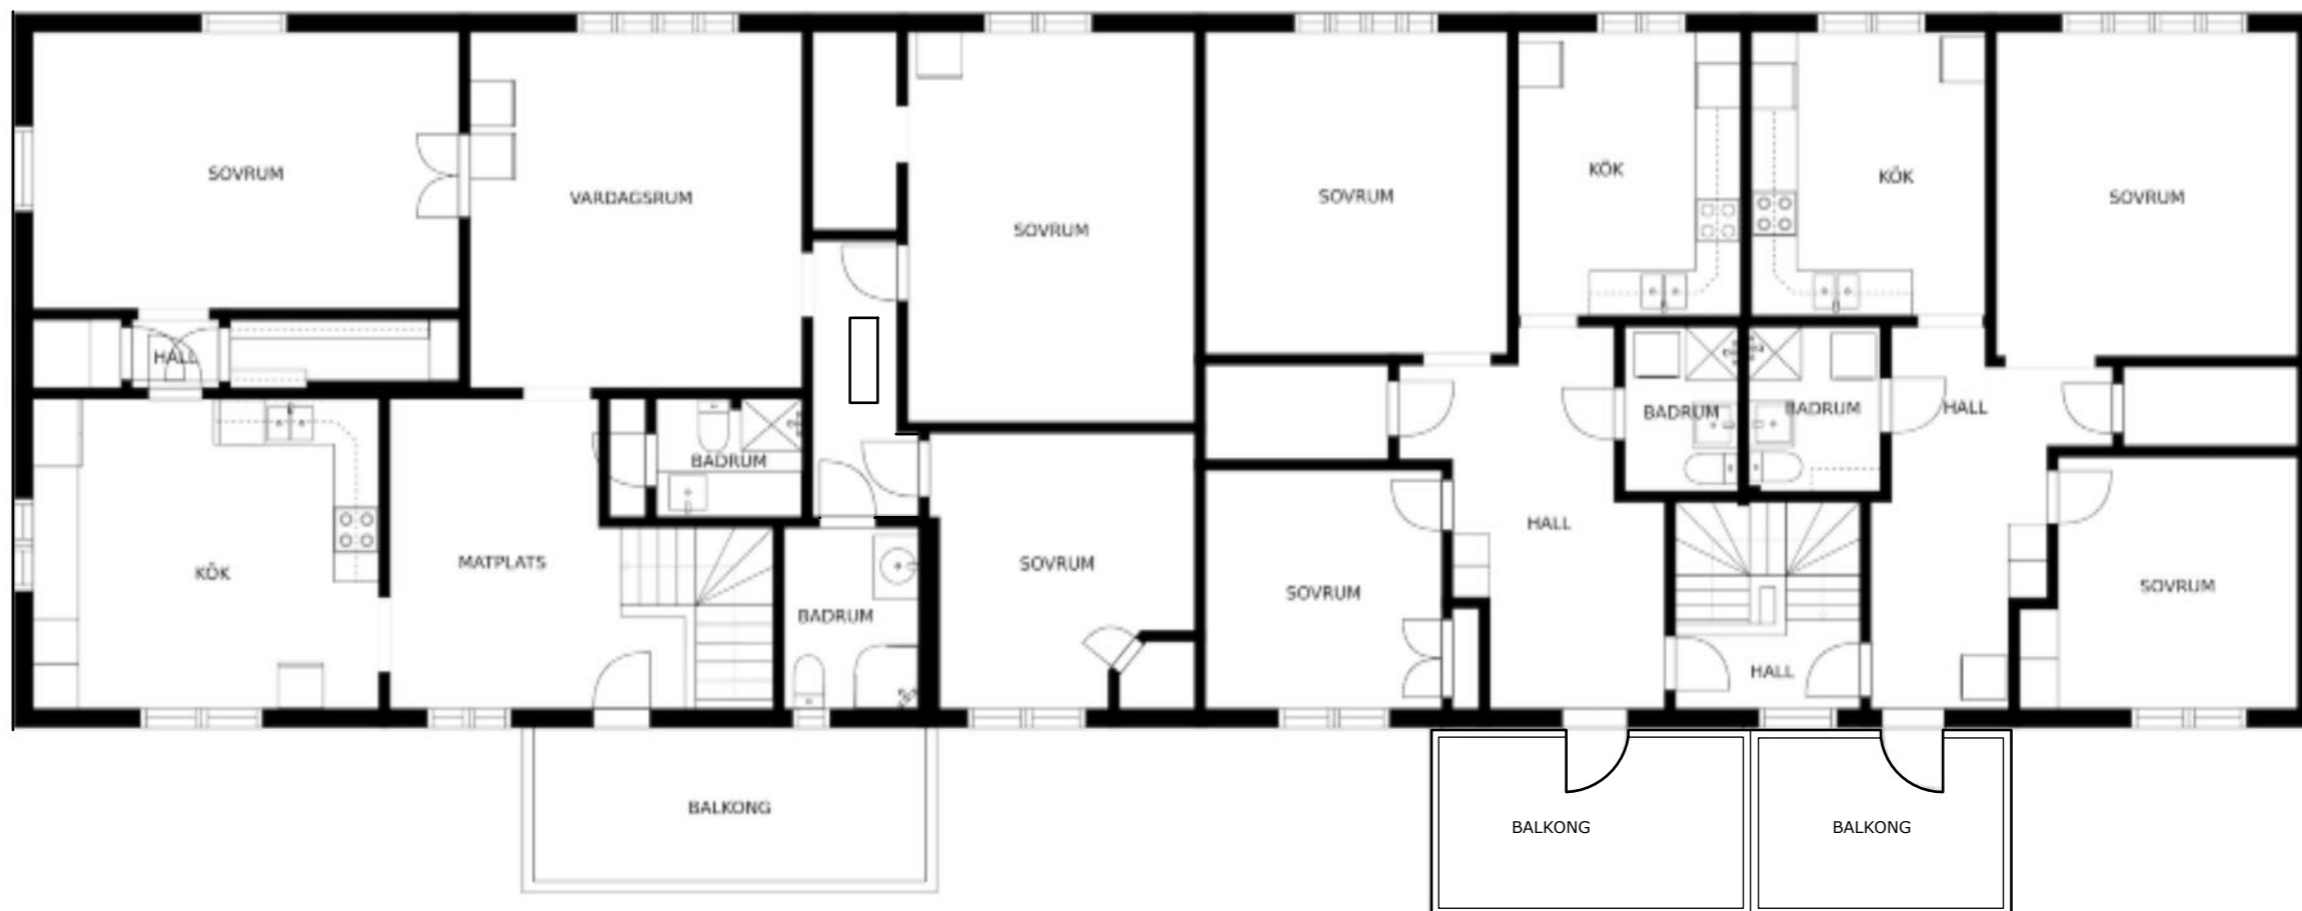 SOVRUM
VARDAGSRUM
SOVRUM
SOVRUM
KÖK
KÖK
SOVRUM
HALL
BADRUM
BADRUM
BADRUM
HALL
KÖK
MATPLATS
BADRUM
SOVRUM
SOVRUM
HALL
HALL
SOVRUM
BALKONG
BALKONG
BALKONG